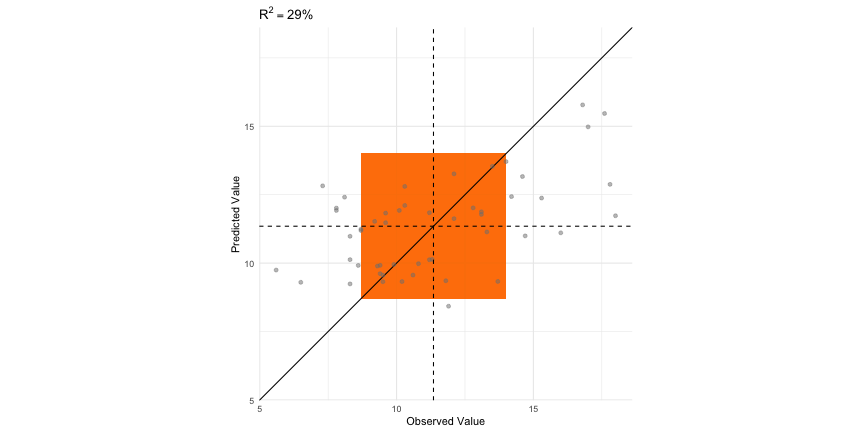 R² = 29%
15
10
5
Predicted Value
5 10 15
Observed Value